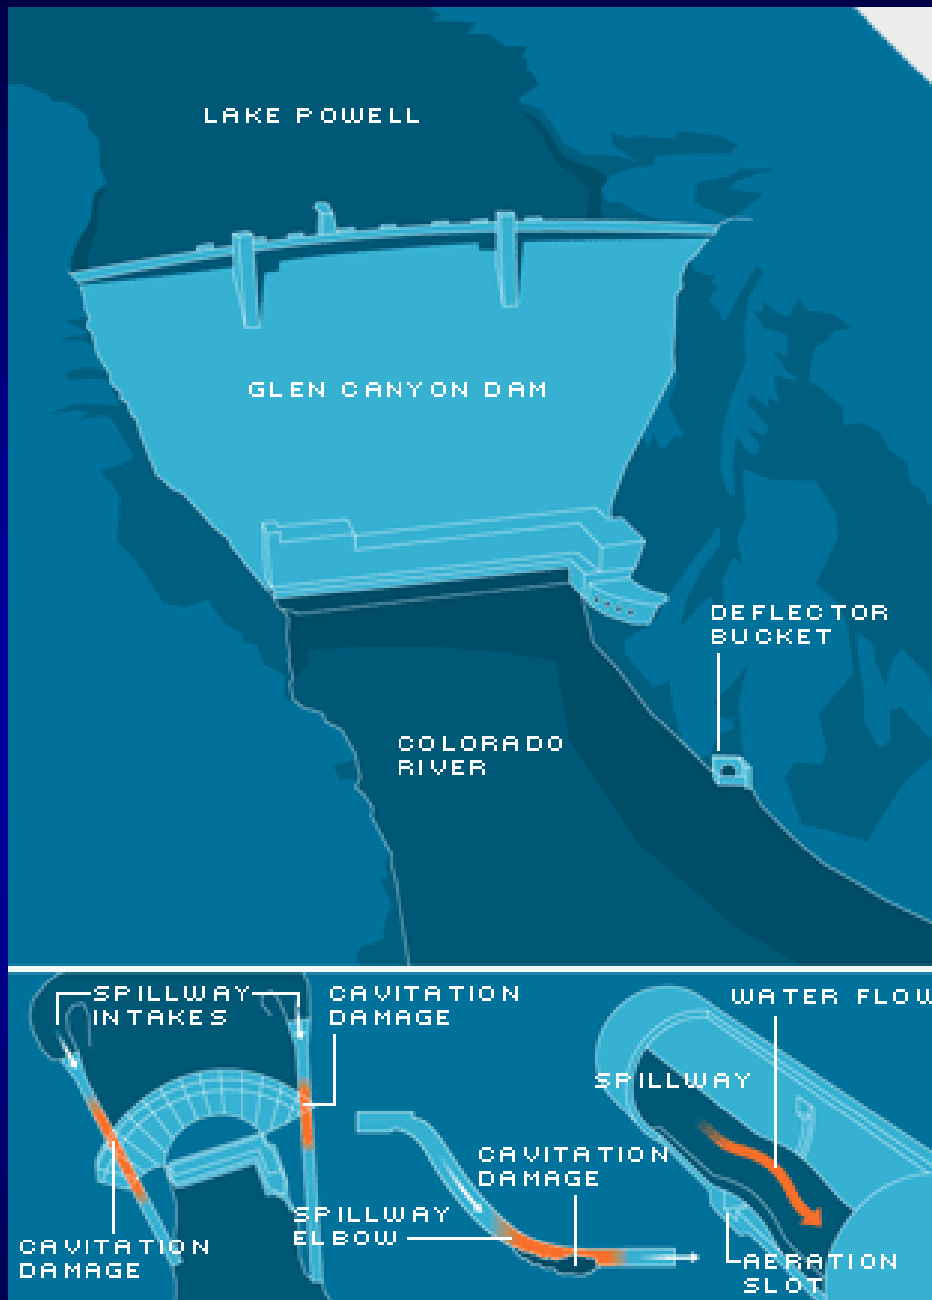 LAKE POWELL
GLEN CANYON DAM
DEFLECTOR
BUCKET
COLORADO
RIVER
SPILLWAY
INTAKES
CAVITATION
DAMAGE
CAVITATION
DAMAGE
SPILLWAY
ELBOW
CAVITATION
DAMAGE
WATER FLOW
SPILLWAY
AERATION
SLOT